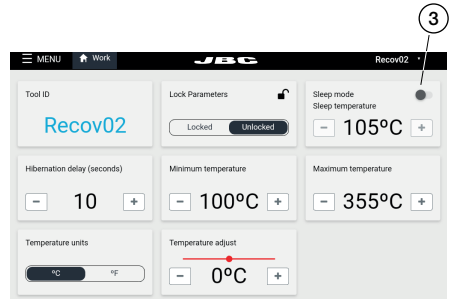 3
MENU Work JBC Recov02
Tool ID
Recov02
Lock Parameters
Locked Unlocked
Sleep mode
Sleep temperature
- 105ºC +
Hibernation delay (seconds)
- 10 +
Minimum temperature
- 100ºC +
Maximum temperature
- 355ºC +
Temperature units
ºC ºF
Temperature adjust
- 0ºC +